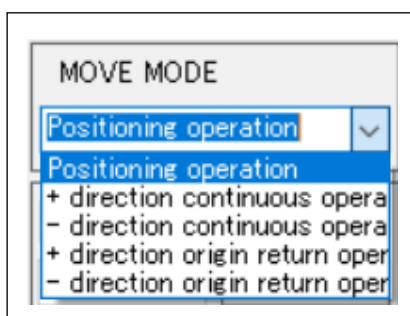 MOVE MODE
Positioning operation
Positioning operation
+ direction continuous opera
- direction continuous opera
+ direction origin return oper
- direction origin return oper